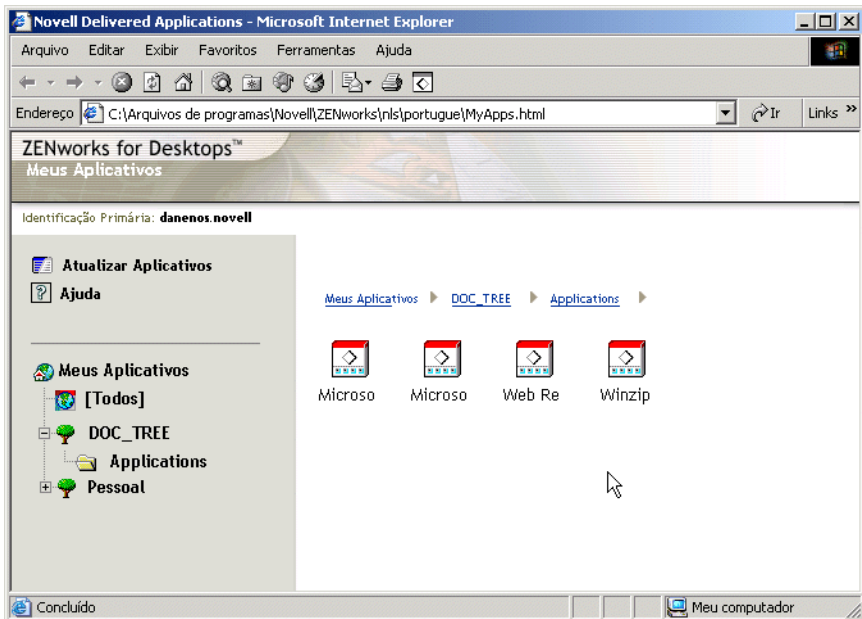 Novell Delivered Applications - Microsoft Internet Explorer
Arquivo Editar Exibir Favoritos Ferramentas Ajuda
Endereço C:\Arquivos de programas\Novell\ZENworks\nls\portugue\MyApps.html Ir Links »
ZENworks for Desktops™
Meus Aplicativos
Identificação Primária: danenos.novell
Atualizar Aplicativos
Ajuda
Meus Aplicativos
[Todos]
DOC_TREE
Applications
Pessoal
Meus Aplicativos DOC_TREE Applications
Microso Microso Web Re Winzip
Concluído Meu computador